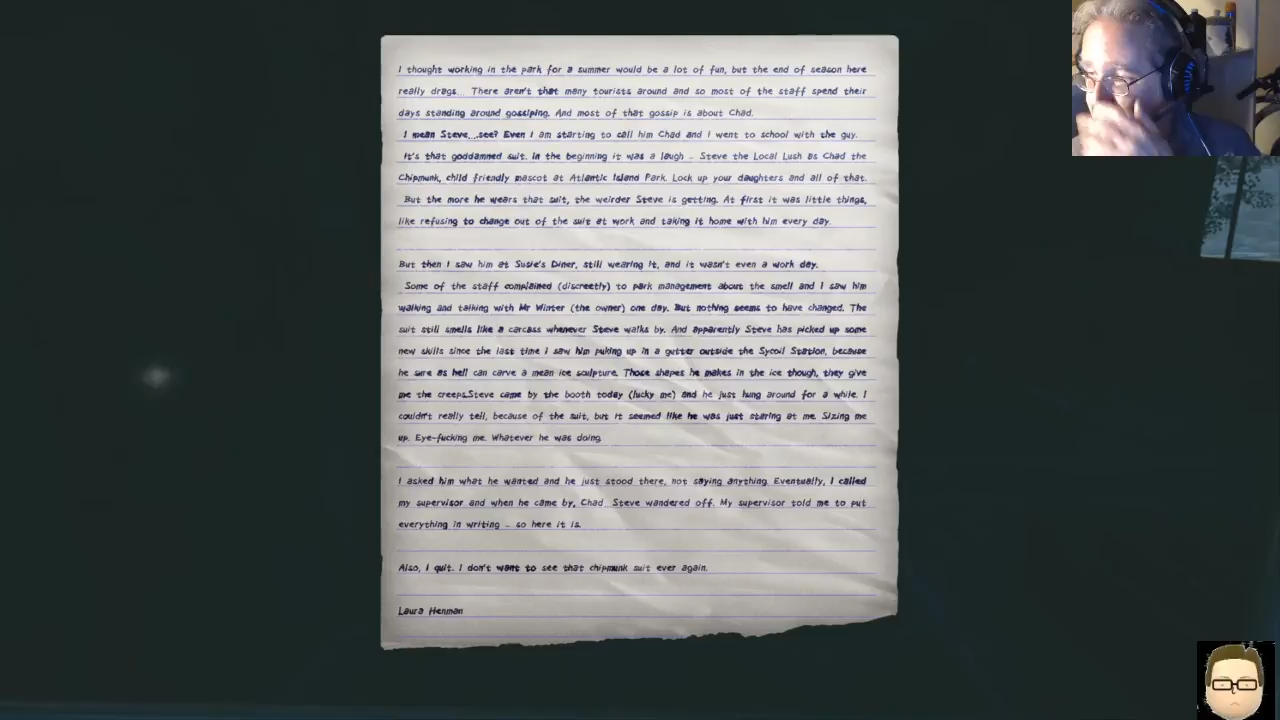 I thought working in the park for a summer would be a lot of fun, but the end of season here
really drags... There aren't that many tourists around and so most of the staff spend their
days standing around gossiping. And most of that gossip is about Chad.
I mean Steve...see? Even I am starting to call him Chad and I went to school with the guy.
It's that goddamned suit. In the beginning it was a laugh - Steve the Local Lush as Chad the
Chipmunk, child friendly mascot at Atlantic Island Park. Lock up your daughters and all of that.
But the more he wears that suit, the weirder Steve is getting. At first it was little things,
like refusing to change out of the suit at work and taking it home with him every day.
But then I saw him at Susie's Diner, still wearing it, and it wasn't even a work day.
Some of the staff complained (discreetly) to park management about the smell and I saw him
walking and talking with Mr Winter (the owner) one day. But nothing seems to have changed. The
suit still smells like a carcass whenever Steve walks by. And apparently Steve has picked up some
new skills since the last time I saw him puking up in a gutter outside the Sycoil Station, because
he sure as hell can carve a mean ice sculpture. Those shapes he makes in the ice though, they give
me the creeps.Steve came by the booth today (lucky me) and he just hung around for a while. I
couldn't really tell, because of the suit, but it seemed like he was just staring at me. Sizing me
up. Eye-fucking me. Whatever he was doing.
I asked him what he wanted and he just stood there, not saying anything. Eventually, I called
my supervisor and when he came by, Chad...Steve wandered off. My supervisor told me to put
everything in writing - so here it is.
Also, I quit. I don't want to see that chipmunk suit ever again.
Laura Henman